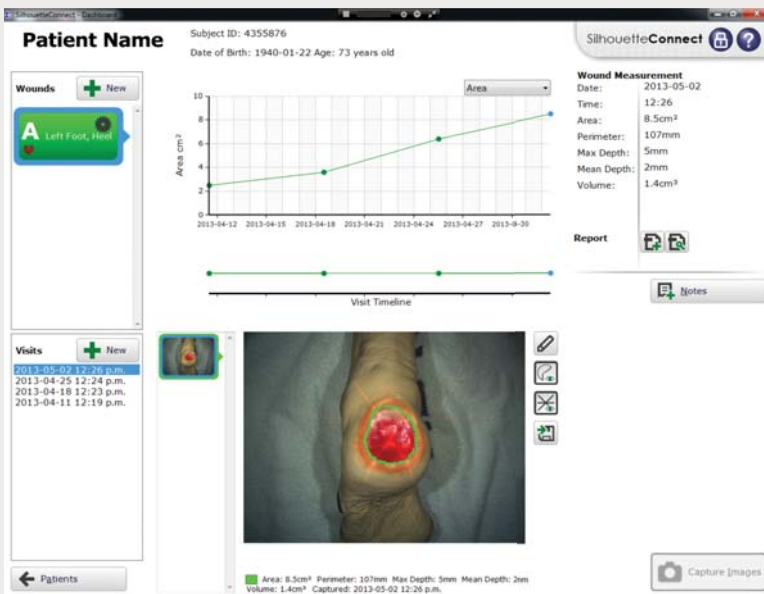 SilhouetteConnect - Dashboard
Patient Name
Subject ID: 4355876
Date of Birth: 1940-01-22 Age: 73 years old
SilhouetteConnect
?
Wounds
New
A Left Foot, Heel
Area
10
8
6
4
2
0
Area cm²
2013-04-12 2013-04-15 2013-04-18 2013-04-21 2013-04-24 2013-04-27 2013-4-30
Visit Timeline
Wound Measurement
Date: 2013-05-02
Time: 12:26
Area: 8.5cm²
Perimeter: 107mm
Max Depth: 5mm
Mean Depth: 2mm
Volume: 1.4cm³
Report
Notes
Visits
New
2013-05-02 12:26 p.m.
2013-04-25 12:24 p.m.
2013-04-18 12:23 p.m.
2013-04-11 12:19 p.m.
Patients
Area: 8.5cm² Perimeter: 107mm Max Depth: 5mm Mean Depth: 2mm
Volume: 1.4cm³ Captured: 2013-05-02 12:26 p.m.
Capture Images